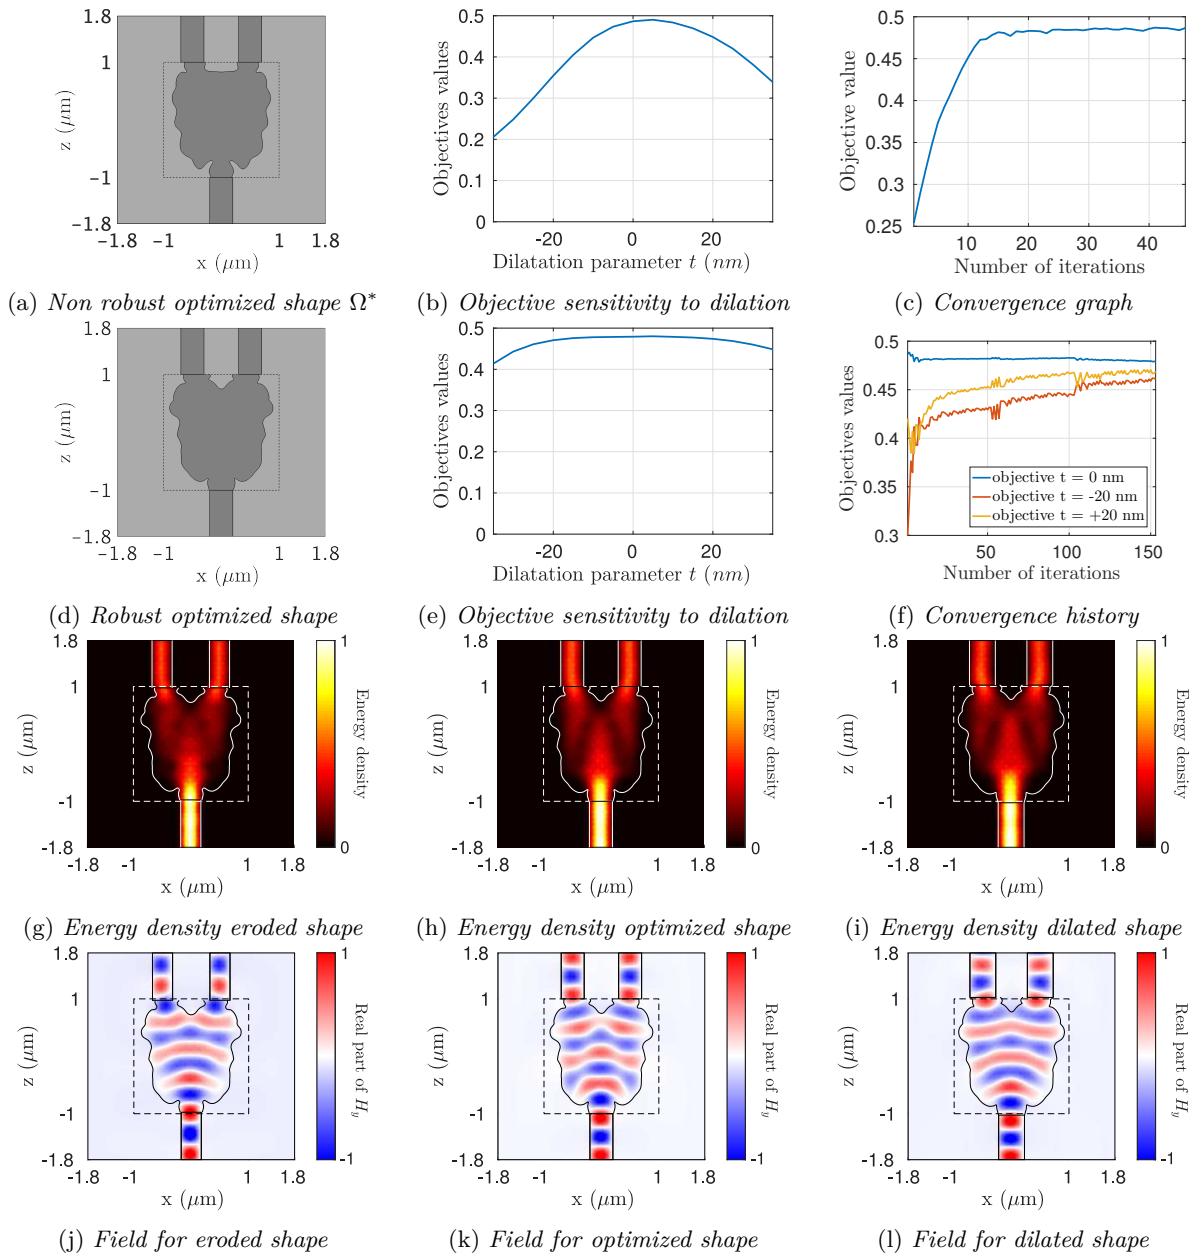 1.8
1
−1
−1.8
z (μm)
−1.8 −1 1 1.8
x (μm)
(a) Non robust optimized shape Ω*
0.5
0.4
0.3
0.2
0.1
0
Objectives values
-20 0 20
Dilatation parameter t (nm)
(b) Objective sensitivity to dilation
0.5
0.45
0.4
0.35
0.3
0.25
Objective value
10 20 30 40
Number of iterations
(c) Convergence graph
1.8
1
−1
−1.8
z (μm)
−1.8 −1 1 1.8
x (μm)
(d) Robust optimized shape
0.5
0.4
0.3
0.2
0.1
0
Objectives values
-20 0 20
Dilatation parameter t (nm)
(e) Objective sensitivity to dilation
0.5
0.45
0.4
0.35
0.3
Objectives values
objective t = 0 nm
objective t = -20 nm
objective t = +20 nm
50 100 150
Number of iterations
(f) Convergence history
1.8
1
-1
-1.8
z (μm)
-1.8 -1 1 1.8
x (μm)
1
0
Energy density
(g) Energy density eroded shape
1.8
1
-1
-1.8
z (μm)
-1.8 -1 1 1.8
x (μm)
1
0
Energy density
(h) Energy density optimized shape
1.8
1
-1
-1.8
z (μm)
-1.8 -1 1 1.8
x (μm)
1
0
Energy density
(i) Energy density dilated shape
1.8
1
-1
-1.8
z (μm)
-1.8 -1 1 1.8
x (μm)
1
-1
Real part of Hy
(j) Field for eroded shape
1.8
1
-1
-1.8
z (μm)
-1.8 -1 1 1.8
x (μm)
1
-1
Real part of Hy
(k) Field for optimized shape
1.8
1
-1
-1.8
z (μm)
-1.8 -1 1 1.8
x (μm)
1
-1
Real part of Hy
(l) Field for dilated shape